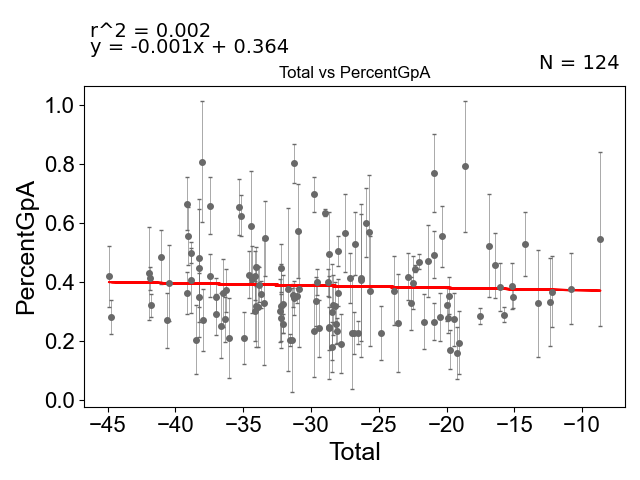 r^2 = 0.002
y = -0.001x + 0.364
N = 124
Total vs PercentGpA
PercentGpA
1.0
0.8
0.6
0.4
0.2
0.0
−45 −40 −35 −30 −25 −20 −15 −10
Total